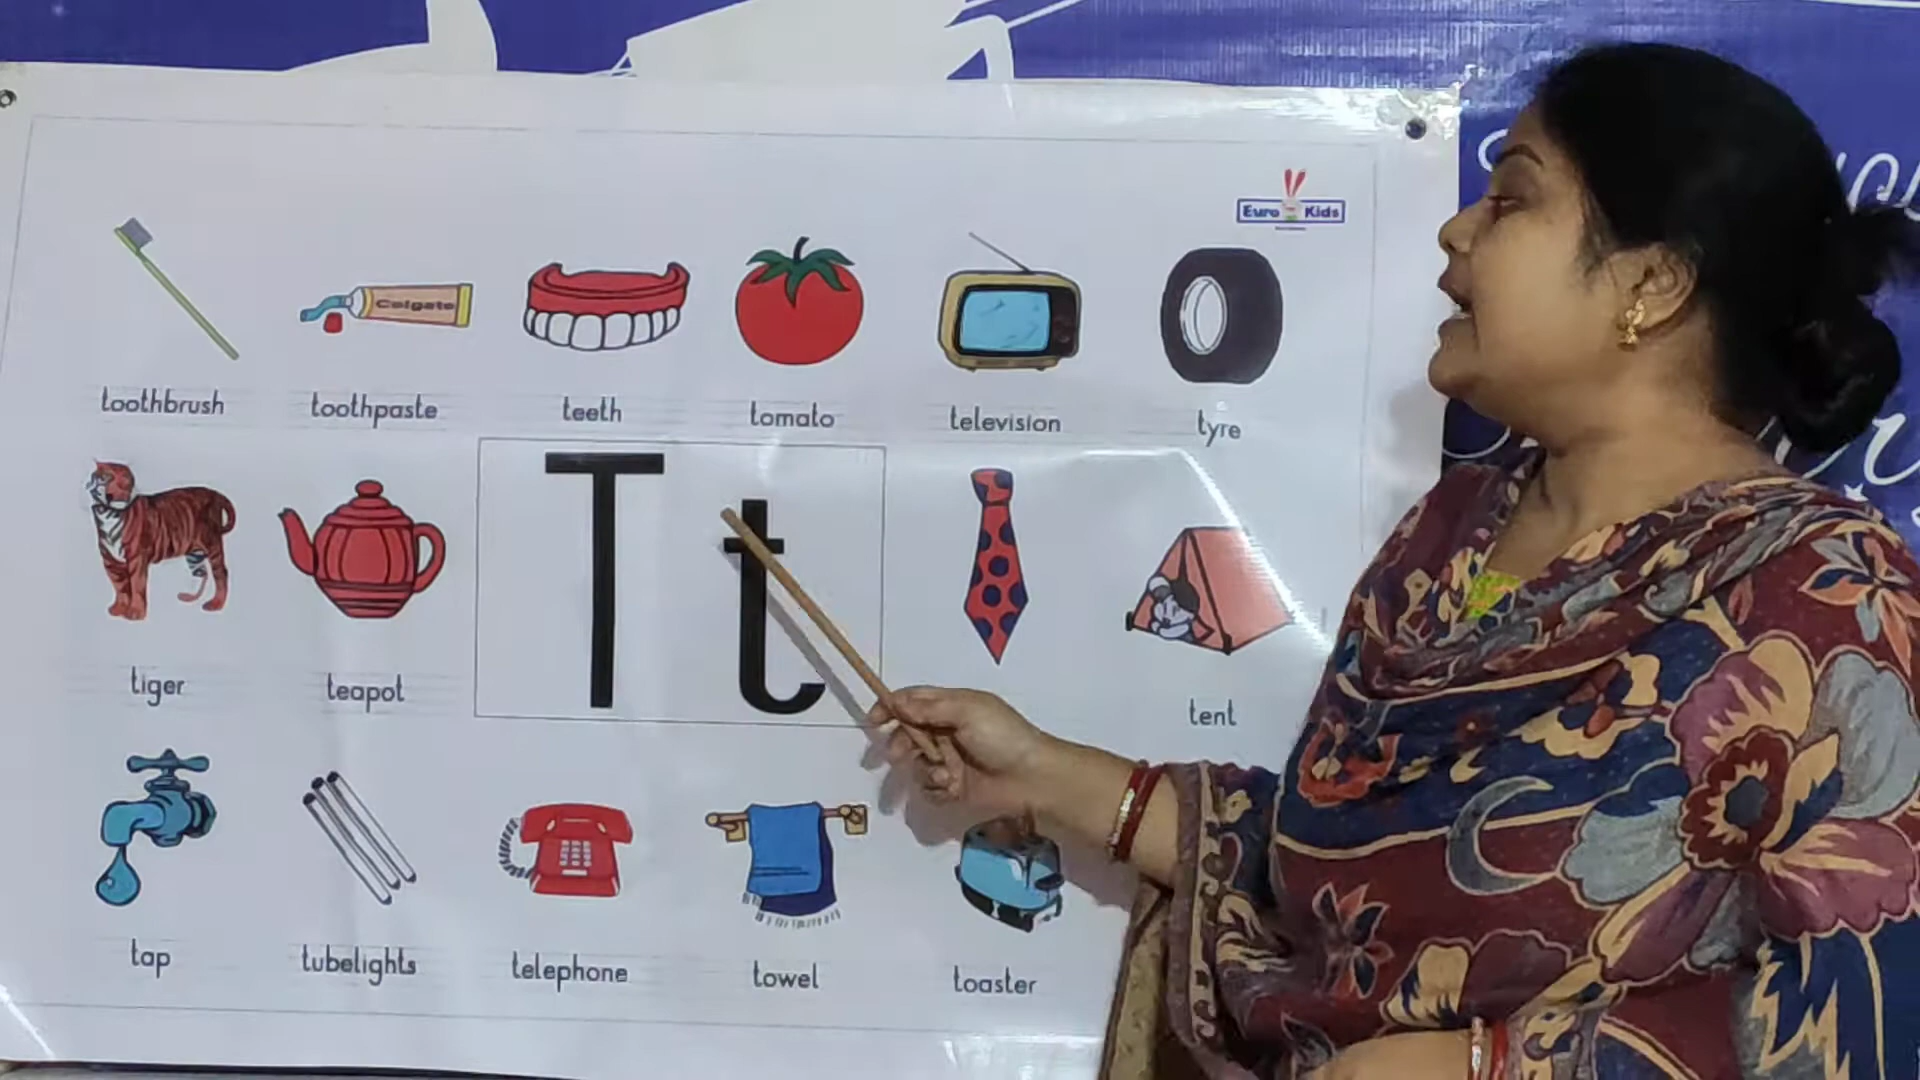 Euro Kids
Colgate
toothbrush toothpaste teeth tomato television tyre
T t
tiger teapot tent
tap tubelights telephone towel toaster